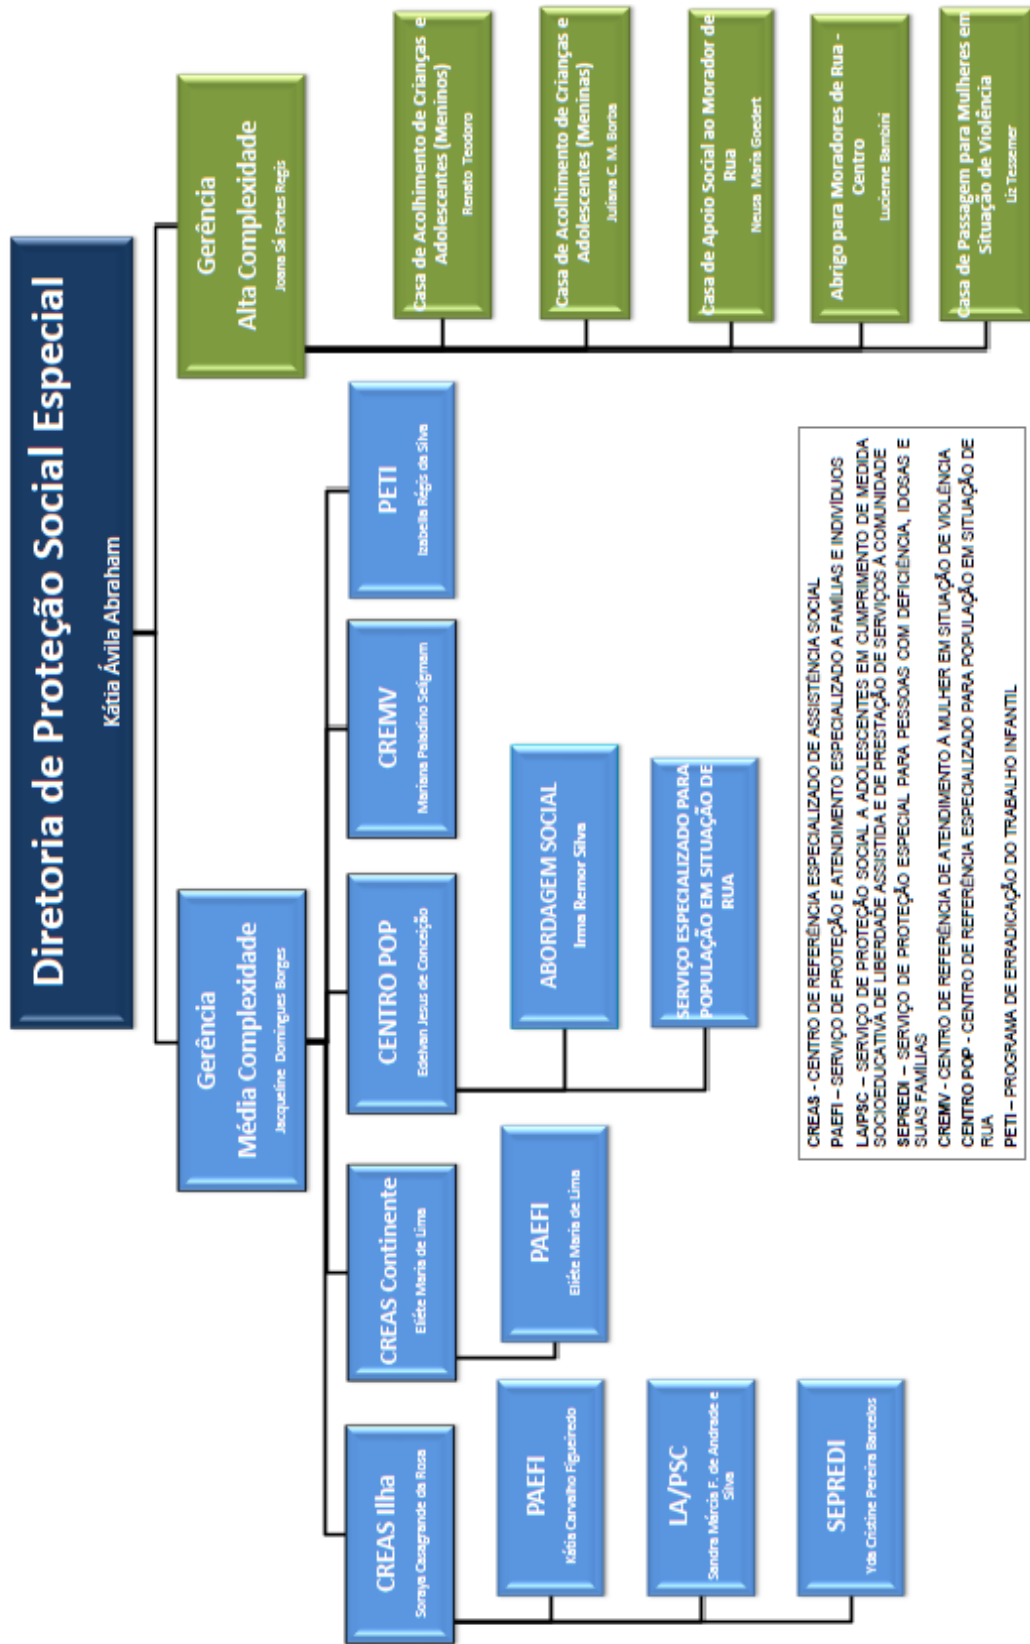 Diretoria de Proteção Social Especial
Kátia Ávila Abraham
Gerência
Média Complexidade
Jacqueline Domingues Borges
Gerência
Alta Complexidade
Joana Sá Fortes Regis
CREAS Ilha
Soraya Casagrande da Rosa
CREAS Continente
Eliéte Maria de Lima
CENTRO POP
Edelvan Jesus de Conceição
CREMV
Mariana Paladino Seligmam
PETI
Izabella Régis da Silva
PAEFI
Kátia Carvalho Figueiredo
LA/PSC
Sandra Márcia F. de Andrade e
Silva
SEPREDI
Yda Cristine Pereira Barcelos
PAEFI
Eliéte Maria de Lima
ABORDAGEM SOCIAL
Irma Remor Silva
SERVIÇO ESPECIALIZADO PARA
POPULAÇÃO EM SITUAÇÃO DE
RUA
Casa de Acolhimento de Crianças e
Adolescentes (Meninos)
Renato Teodoro
Casa de Acolhimento de Crianças e
Adolescentes (Meninas)
Juliana C. M. Borba
Casa de Apoio Social ao Morador de
Rua
Neusa Maria Goedert
Abrigo para Moradores de Rua -
Centro
Lucienne Bambini
Casa de Passagem para Mulheres em
Situação de Violência
Liz Tessemer
CREAS - CENTRO DE REFERÊNCIA ESPECIALIZADO DE ASSISTÊNCIA SOCIAL
PAEFI – SERVIÇO DE PROTEÇÃO E ATENDIMENTO ESPECIALIZADO A FAMÍLIAS E INDIVÍDUOS
LA/PSC – SERVIÇO DE PROTEÇÃO SOCIAL A ADOLESCENTES EM CUMPRIMENTO DE MEDIDA
SOCIOEDUCATIVA DE LIBERDADE ASSISTIDA E DE PRESTAÇÃO DE SERVIÇOS À COMUNIDADE
SEPREDI – SERVIÇO DE PROTEÇÃO ESPECIAL PARA PESSOAS COM DEFICIÊNCIA, IDOSAS E
SUAS FAMÍLIAS
CREMV - CENTRO DE REFERÊNCIA DE ATENDIMENTO À MULHER EM SITUAÇÃO DE VIOLÊNCIA
CENTRO POP - CENTRO DE REFERÊNCIA ESPECIALIZADO PARA POPULAÇÃO EM SITUAÇÃO DE
RUA
PETI – PROGRAMA DE ERRADICAÇÃO DO TRABALHO INFANTIL